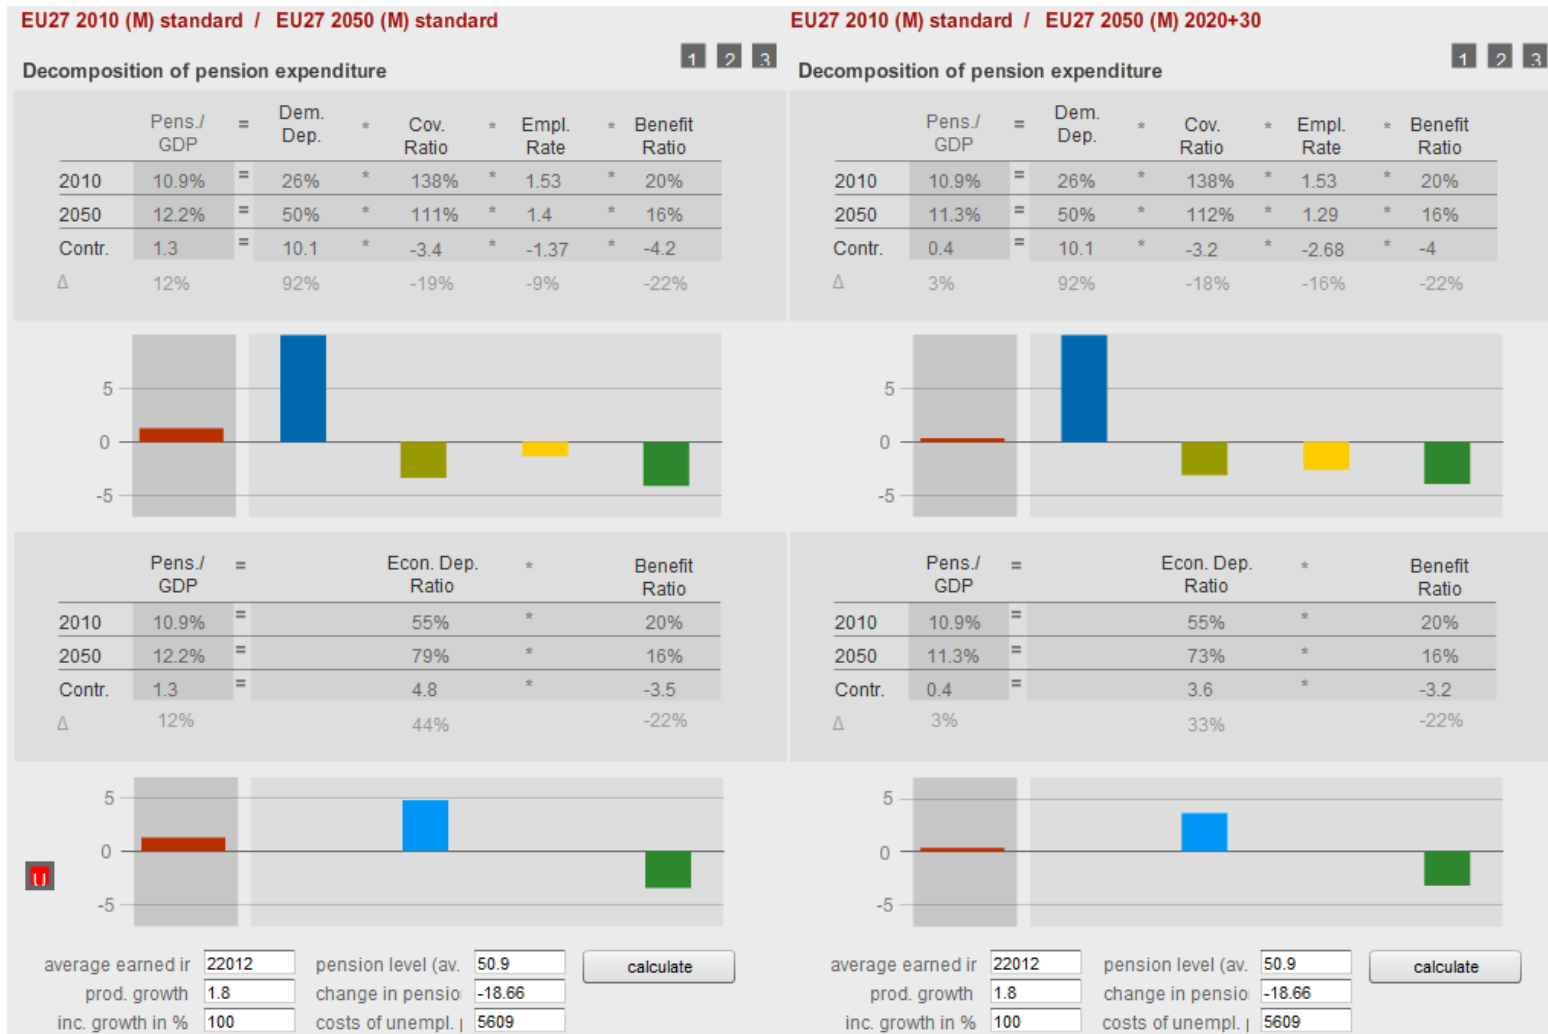 EU27 2010 (M) standard / EU27 2050 (M) standard
1 2 3
Decomposition of pension expenditure
Pens./ GDP = Dem. Dep. * Cov. Ratio * Empl. Rate * Benefit Ratio
2010 10.9% = 26% * 138% * 1.53 * 20%
2050 12.2% = 50% * 111% * 1.4 * 16%
Contr. 1.3 = 10.1 * -3.4 * -1.37 * -4.2
Δ 12% 92% -19% -9% -22%
5
0
-5
Pens./ GDP = Econ. Dep. Ratio * Benefit Ratio
2010 10.9% = 55% * 20%
2050 12.2% = 79% * 16%
Contr. 1.3 = 4.8 * -3.5
Δ 12% 44% -22%
5
0
U
-5
average earned ir 22012 pension level (av. 50.9 calculate
prod. growth 1.8 change in pensio -18.66
inc. growth in % 100 costs of unempl. p 5609
EU27 2010 (M) standard / EU27 2050 (M) 2020+30
1 2 3
Decomposition of pension expenditure
Pens./ GDP = Dem. Dep. * Cov. Ratio * Empl. Rate * Benefit Ratio
2010 10.9% = 26% * 138% * 1.53 * 20%
2050 11.3% = 50% * 112% * 1.29 * 16%
Contr. 0.4 = 10.1 * -3.2 * -2.68 * -4
Δ 3% 92% -18% -16% -22%
5
0
-5
Pens./ GDP = Econ. Dep. Ratio * Benefit Ratio
2010 10.9% = 55% * 20%
2050 11.3% = 73% * 16%
Contr. 0.4 = 3.6 * -3.2
Δ 3% 33% -22%
5
0
-5
average earned ir 22012 pension level (av. 50.9 calculate
prod. growth 1.8 change in pensio -18.66
inc. growth in % 100 costs of unempl. p 5609